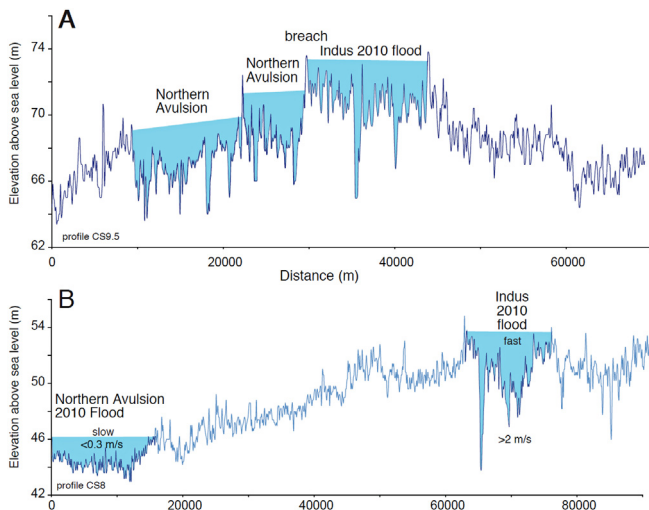 A
breach
Indus 2010 flood
Northern
Avulsion
Northern
Avulsion
Elevation above sea level (m)
74
70
66
62
profile CS9.5
0
20000
40000
60000
Distance (m)
B
Indus
2010
flood
fast
Northern Avulsion
2010 Flood
slow
<0.3 m/s
>2 m/s
Elevation above sea level (m)
54
50
46
42
profile CS8
0
20000
40000
60000
80000